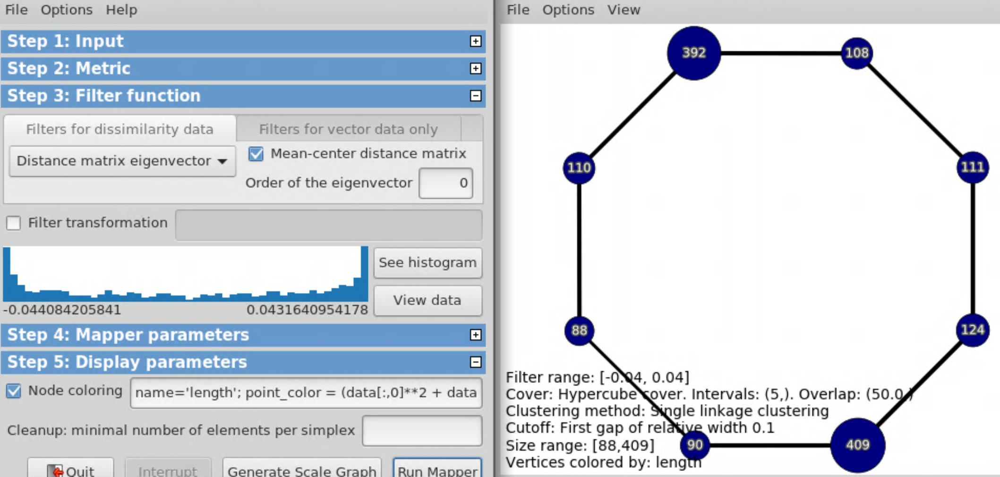 File Options Help
Step 1: Input
Step 2: Metric
Step 3: Filter function
Filters for dissimilarity data
Filters for vector data only
Distance matrix eigenvector
Mean-center distance matrix
Order of the eigenvector 0
Filter transformation
See histogram
View data
-0.044084205841
0.0431640954178
Step 4: Mapper parameters
Step 5: Display parameters
Node coloring name='length'; point_color = (data[:,0]**2 + data
Cleanup: minimal number of elements per simplex
Quit Interrupt Generate Scale Graph Run Mapper
File Options View
392
108
110
111
88
124
Filter range: [-0.04, 0.04]
Cover: Hypercube cover. Intervals: (5,). Overlap: (50.0,)
Clustering method: Single linkage clustering
Cutoff: First gap of relative width 0.1
Size range: [88,409]
90
409
Vertices colored by: length